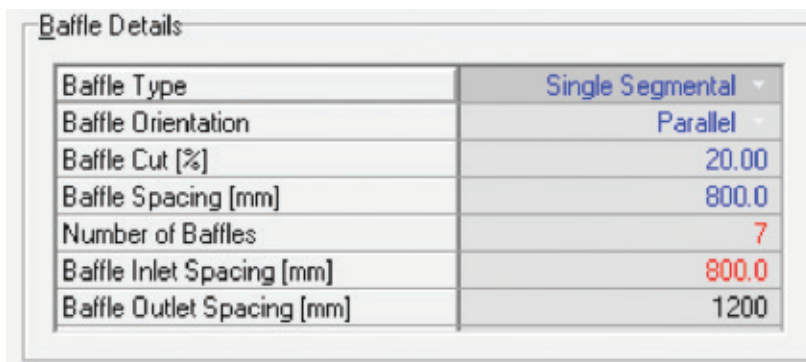 Baffle Details
Baffle Type Single Segmental
Baffle Orientation Parallel
Baffle Cut [%] 20.00
Baffle Spacing [mm] 800.0
Number of Baffles 7
Baffle Inlet Spacing [mm] 800.0
Baffle Outlet Spacing [mm] 1200